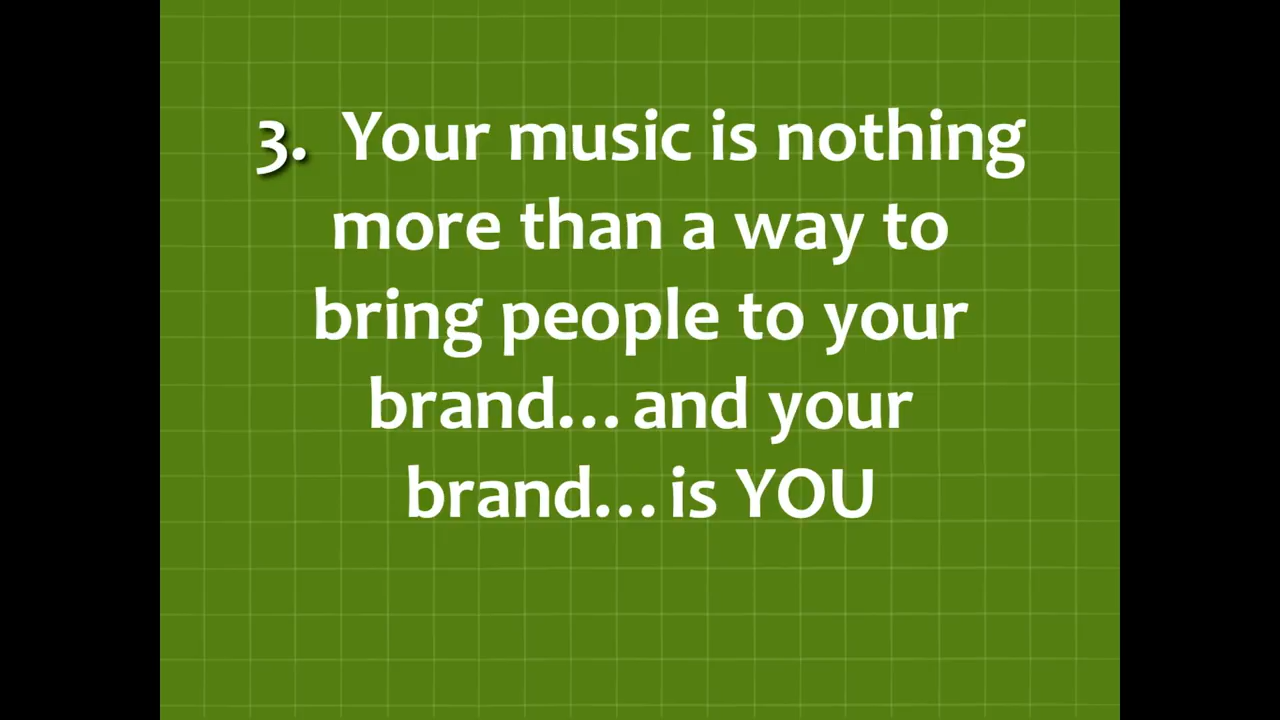 3. Your music is nothing
more than a way to
bring people to your
brand...and your
brand...is YOU